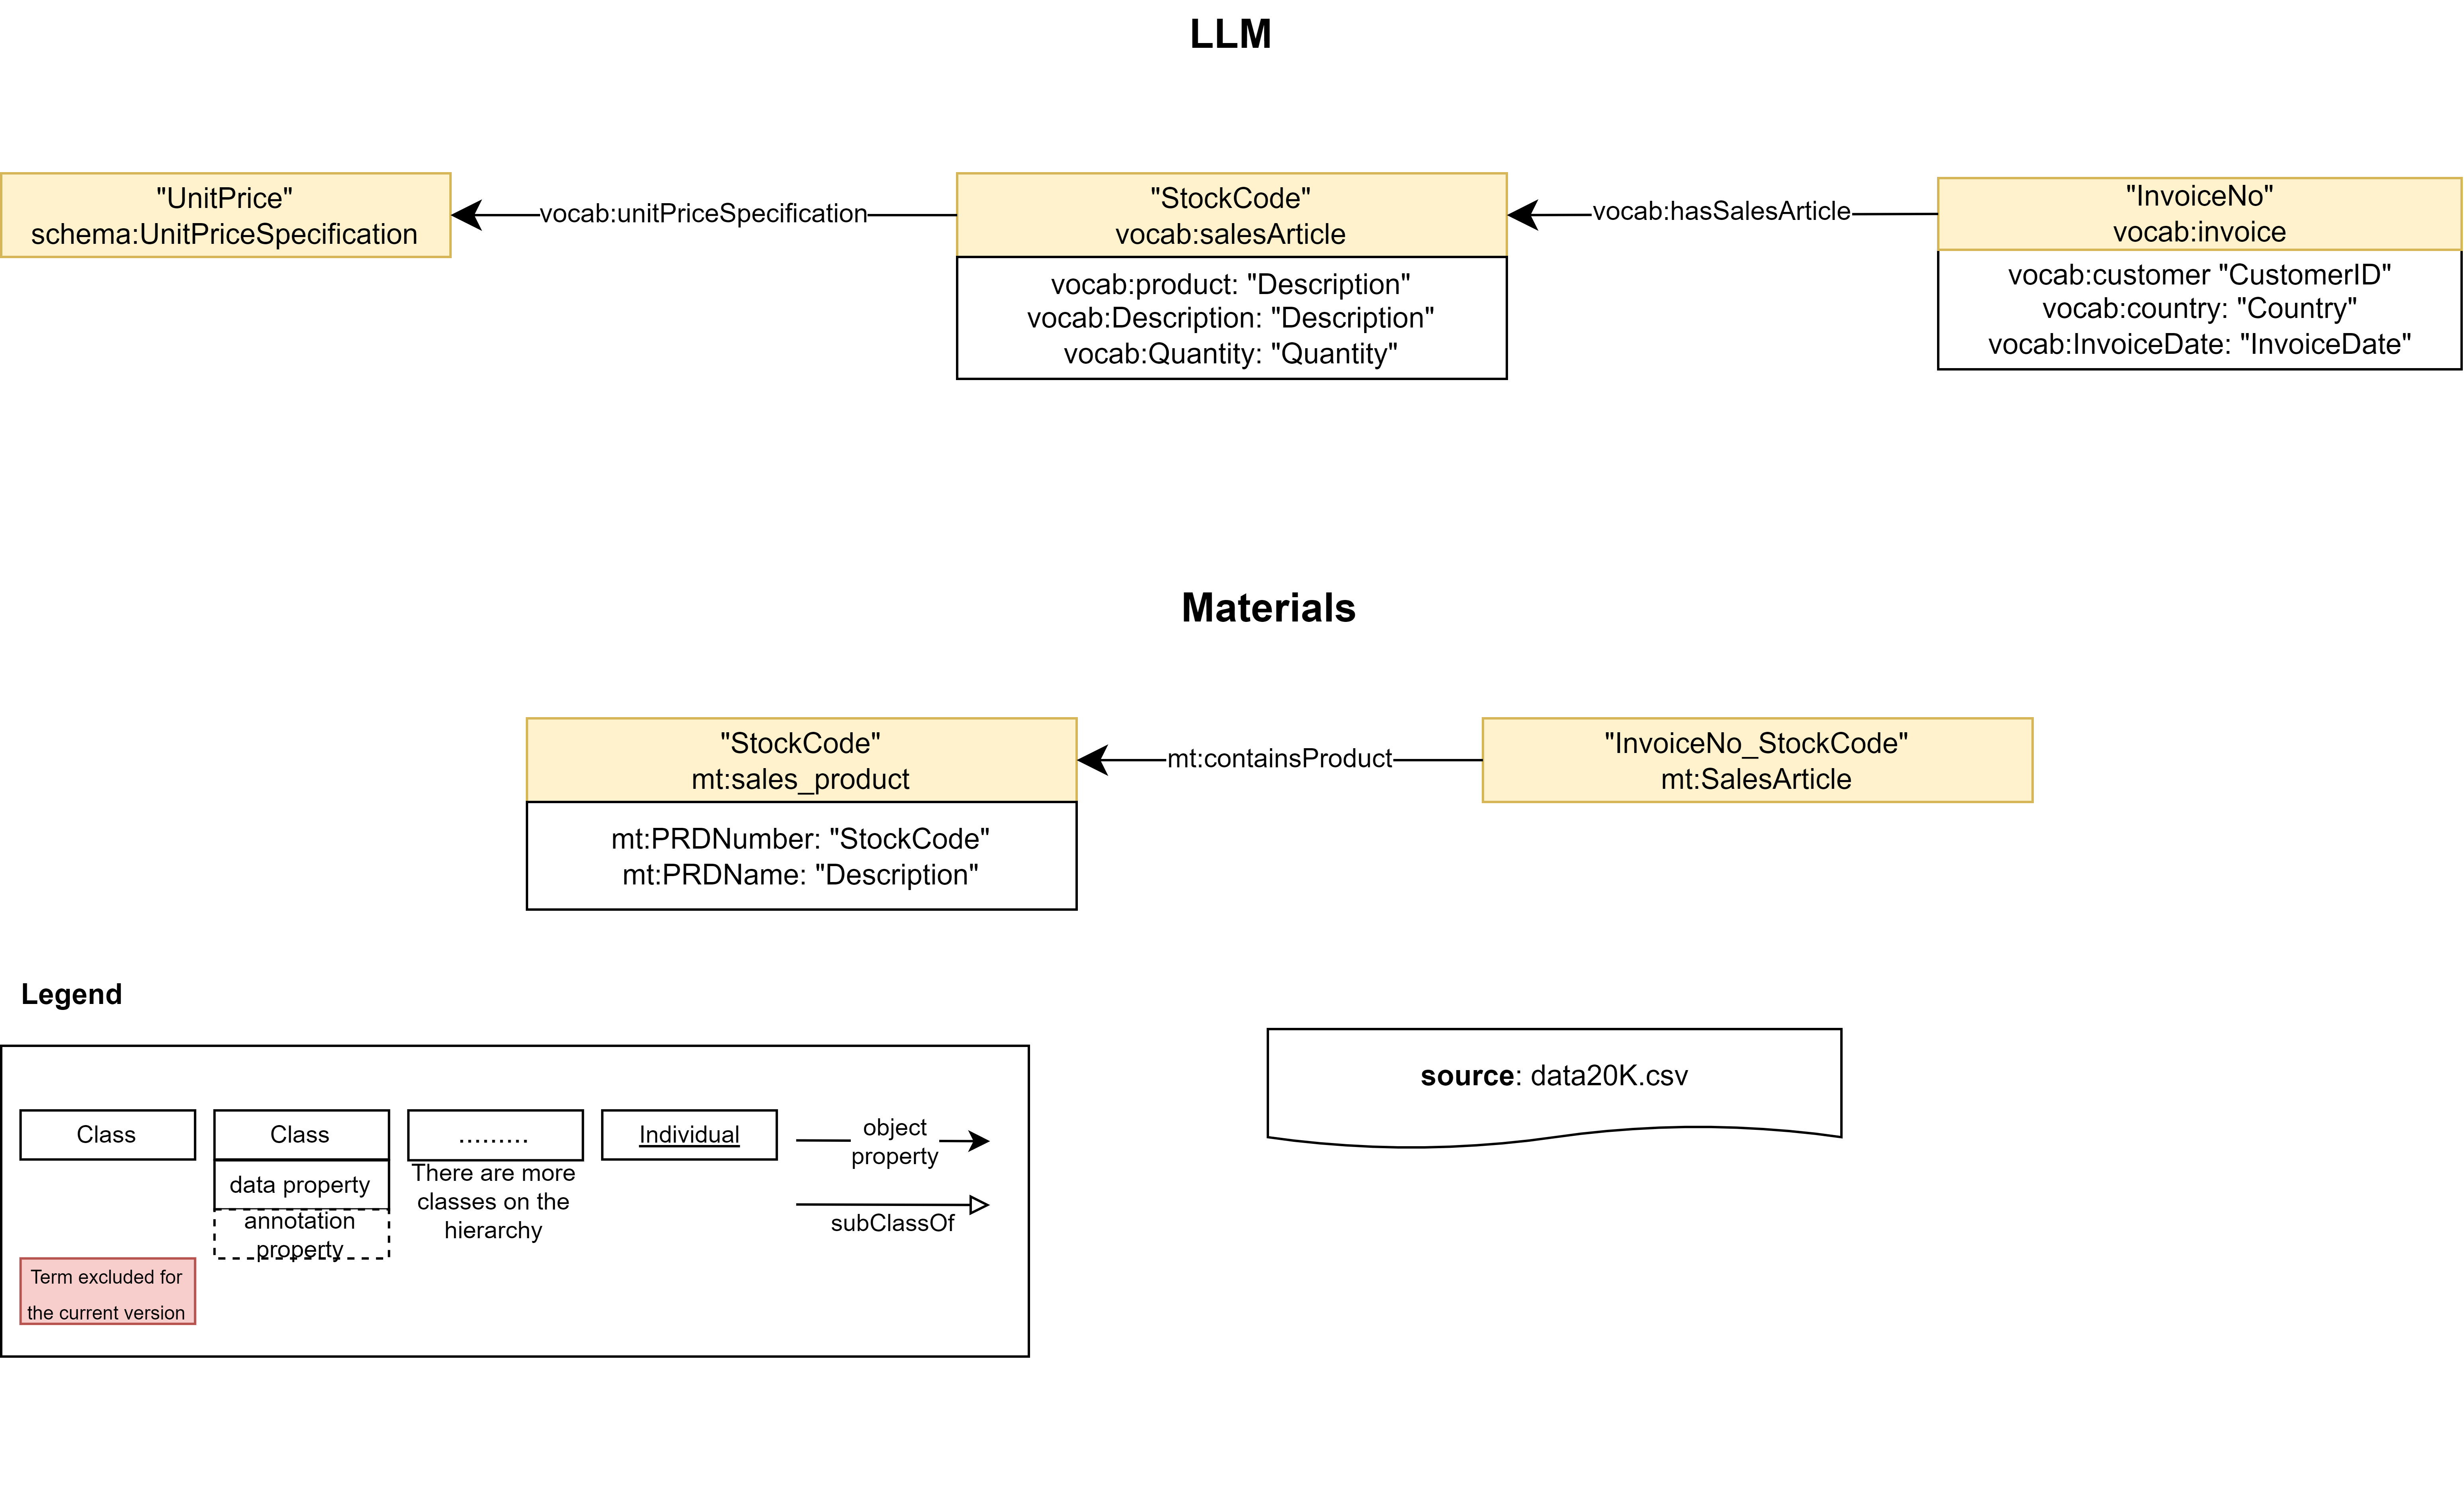 LLM
"UnitPrice"
schema:UnitPriceSpecification
vocab:unitPriceSpecification
"StockCode"
vocab:salesArticle
vocab:product: "Description"
vocab:Description: "Description"
vocab:Quantity: "Quantity"
vocab:hasSalesArticle
"InvoiceNo"
vocab:invoice
vocab:customer "CustomerID"
vocab:country: "Country"
vocab:InvoiceDate: "InvoiceDate"
Materials
"StockCode"
mt:sales_product
mt:PRDNumber: "StockCode"
mt:PRDName: "Description"
mt:containsProduct
"InvoiceNo_StockCode"
mt:SalesArticle
Legend
Class
Class
data property
annotation
property
.........
There are more
classes on the
hierarchy
Individual
object
property
subClassOf
Term excluded for
the current version
source: data20K.csv